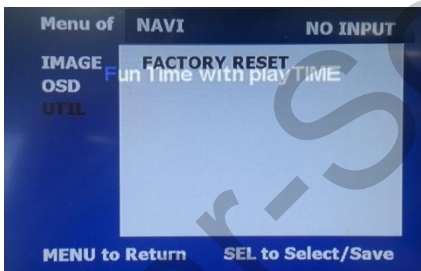 Menu of NAVI NO INPUT
IMAGE FACTORY RESET
Fun Time with playTIME
OSD
UTIL
MENU to Return SEL to Select/Save